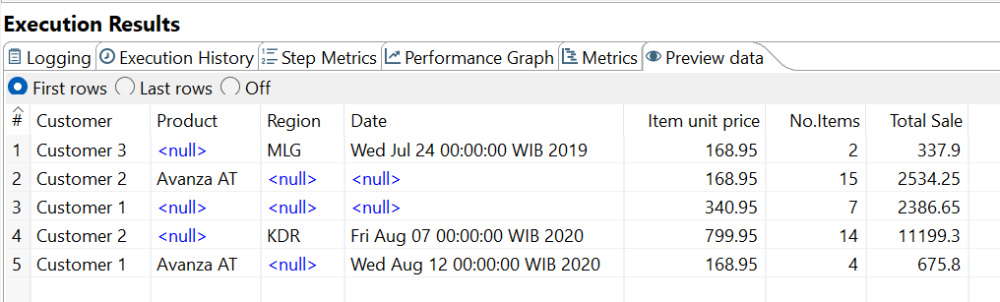 Execution Results
Logging Execution History Step Metrics Performance Graph Metrics Preview data
First rows Last rows Off
# Customer Product Region Date Item unit price No.Items Total Sale
1 Customer 3 <null> MLG Wed Jul 24 00:00:00 WIB 2019 168.95 2 337.9
2 Customer 2 Avanza AT <null> <null> 168.95 15 2534.25
3 Customer 1 <null> <null> <null> 340.95 7 2386.65
4 Customer 2 <null> KDR Fri Aug 07 00:00:00 WIB 2020 799.95 14 11199.3
5 Customer 1 Avanza AT <null> Wed Aug 12 00:00:00 WIB 2020 168.95 4 675.8